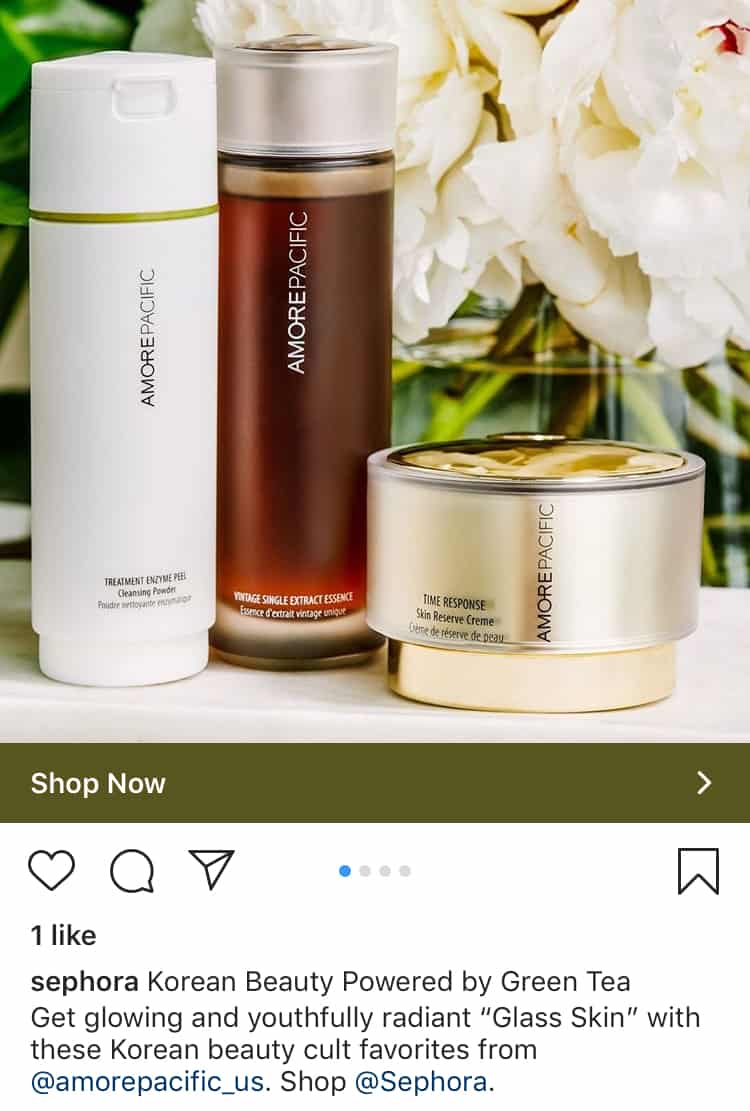 AMOREPACIFIC
TREATMENT ENZYME PEEL
Cleansing Powder
Poudre nettoyante enzymatique
AMOREPACIFIC
VINTAGE SINGLE EXTRACT ESSENCE
Essence d'extrait vintage unique
AMOREPACIFIC
TIME RESPONSE
Skin Reserve Creme
Crème de réserve de peau
Shop Now
1 like
sephora Korean Beauty Powered by Green Tea
Get glowing and youthfully radiant “Glass Skin” with
these Korean beauty cult favorites from
@amorepacific_us. Shop @Sephora.